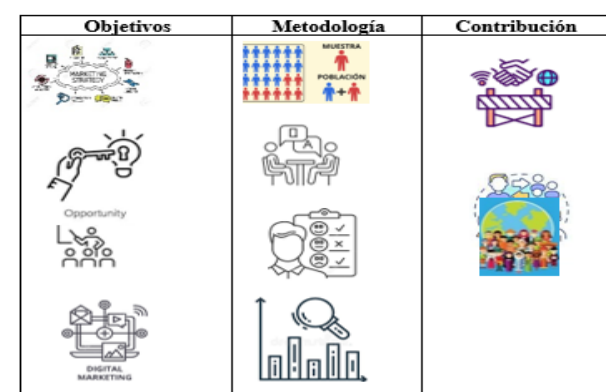 Objetivos
Metodología
Contribución
MARKETING
STRATEGY
Opportunity
DIGITAL
MARKETING
MUESTRA
POBLACIÓN
A